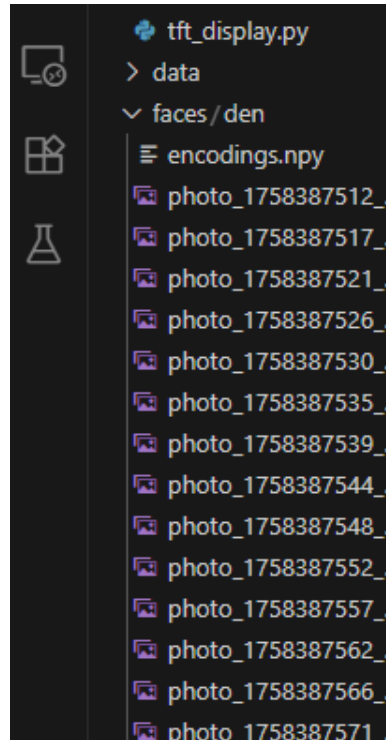 tft_display.py
data
faces/den
encodings.npy
photo_1758387512_.
photo_1758387517_.
photo_1758387521_.
photo_1758387526_.
photo_1758387530_.
photo_1758387535_.
photo_1758387539_.
photo_1758387544_.
photo_1758387548_.
photo_1758387552_.
photo_1758387557_.
photo_1758387562_.
photo_1758387566_.
photo_1758387571_.